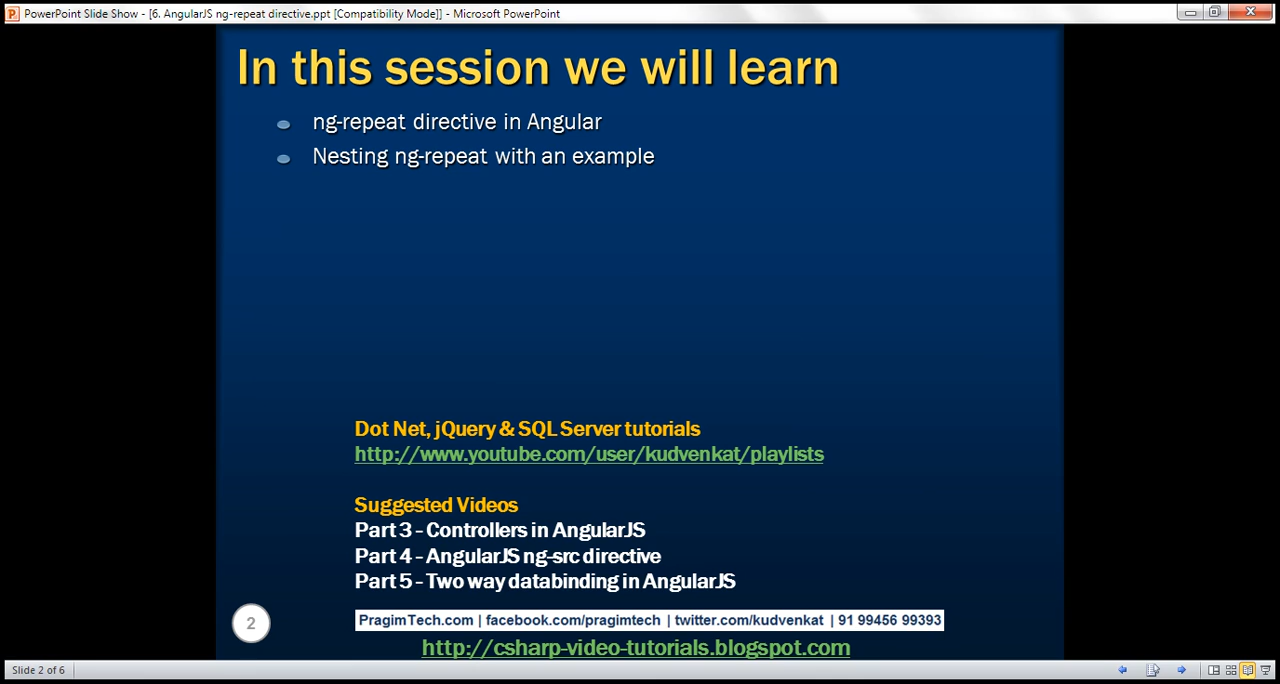 PowerPoint Slide Show - [6. AngularJS ng-repeat directive.ppt [Compatibility Mode]] - Microsoft PowerPoint
In this session we will learn
ng-repeat directive in Angular
Nesting ng-repeat with an example
Dot Net, jQuery & SQL Server tutorials
http://www.youtube.com/user/kudvenkat/playlists
Suggested Videos
Part 3 - Controllers in AngularJS
Part 4 - AngularJS ng-src directive
Part 5 - Two way databinding in AngularJS
2
PragimTech.com | facebook.com/pragimtech | twitter.com/kudvenkat | 91 99456 99393
http://csharp-video-tutorials.blogspot.com
Slide 2 of 6